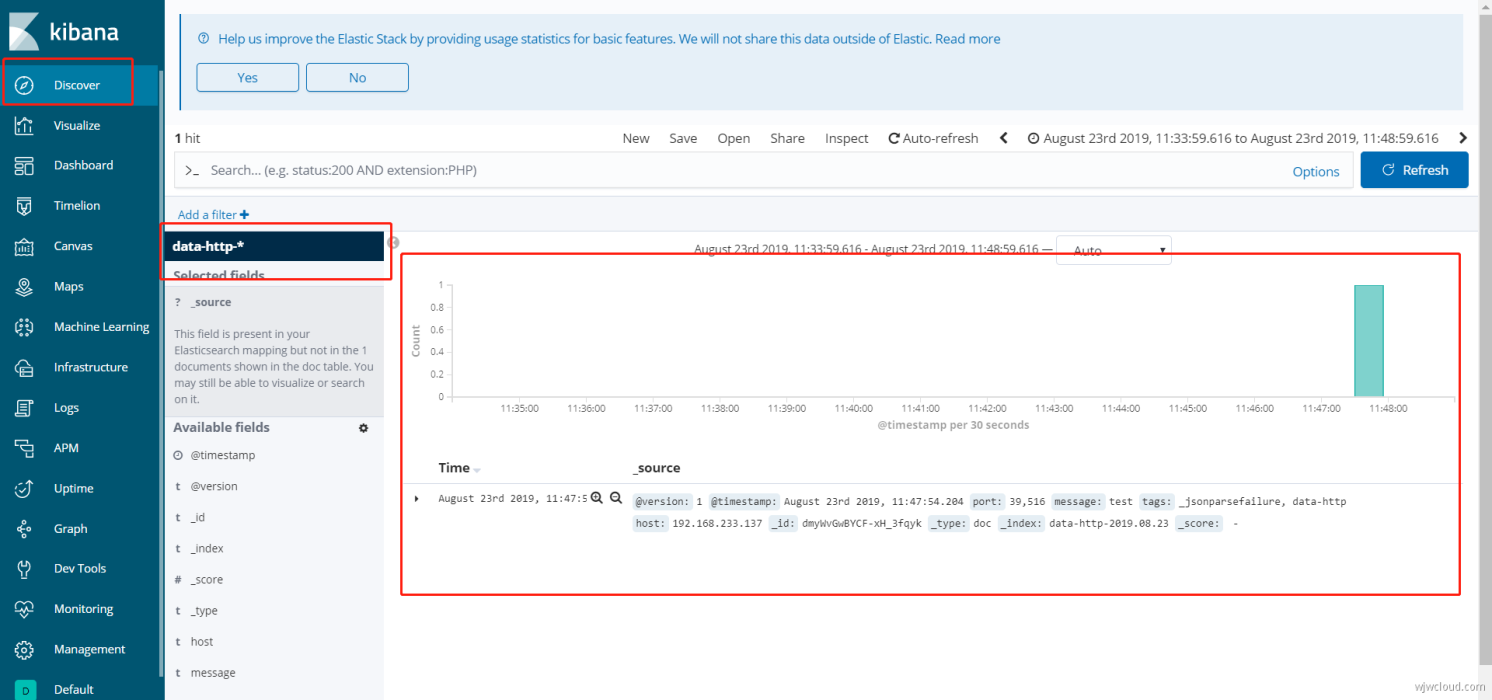 kibana
Discover
Visualize
Dashboard
Timelion
Canvas
Maps
Machine Learning
Infrastructure
Logs
APM
Uptime
Graph
Dev Tools
Monitoring
Management
D Default
Help us improve the Elastic Stack by providing usage statistics for basic features. We will not share this data outside of Elastic. Read more
Yes No
1 hit
New Save Open Share Inspect Auto-refresh August 23rd 2019, 11:33:59.616 to August 23rd 2019, 11:48:59.616
>_ Search... (e.g. status:200 AND extension:PHP) Options Refresh
Add a filter +
data-http-*
Selected fields
? _source
This field is present in your
Elasticsearch mapping but not in the 1
documents shown in the doc table. You
may still be able to visualize or search
on it.
Available fields
@timestamp
t @version
t _id
t _index
# _score
t _type
t host
t message
August 23rd 2019, 11:33:59.616 - August 23rd 2019, 11:48:59.616 — Auto
Count
1
0.8
0.6
0.4
0.2
0
11:35:00 11:36:00 11:37:00 11:38:00 11:39:00 11:40:00 11:41:00 11:42:00 11:43:00 11:44:00 11:45:00 11:46:00 11:47:00 11:48:00
@timestamp per 30 seconds
Time _source
August 23rd 2019, 11:47:5 @version: 1 @timestamp: August 23rd 2019, 11:47:54.204 port: 39,516 message: test tags: _jsonparsefailure, data-http
host: 192.168.233.137 _id: dmyWvGwBYCF-xH_3fqyk _type: doc _index: data-http-2019.08.23 _score: -
wjwcloud.com